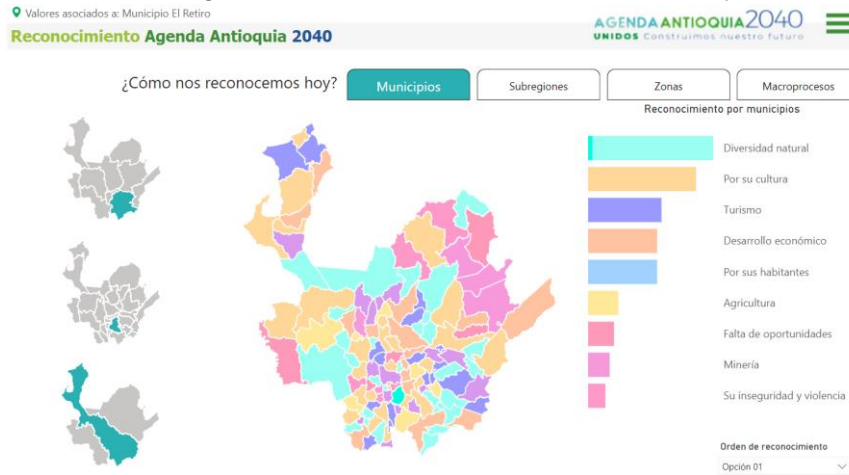 Valores asociados a: Municipio El Retiro
Reconocimiento Agenda Antioquia 2040
AGENDA ANTIOQUIA 2040
UNIDOS Construimos nuestro futuro
¿Cómo nos reconocemos hoy?
Municipios
Subregiones
Zonas
Macroprocesos
Reconocimiento por municipios
Diversidad natural
Por su cultura
Turismo
Desarrollo económico
Por sus habitantes
Agricultura
Falta de oportunidades
Minería
Su inseguridad y violencia
Orden de reconocimiento
Opción 01